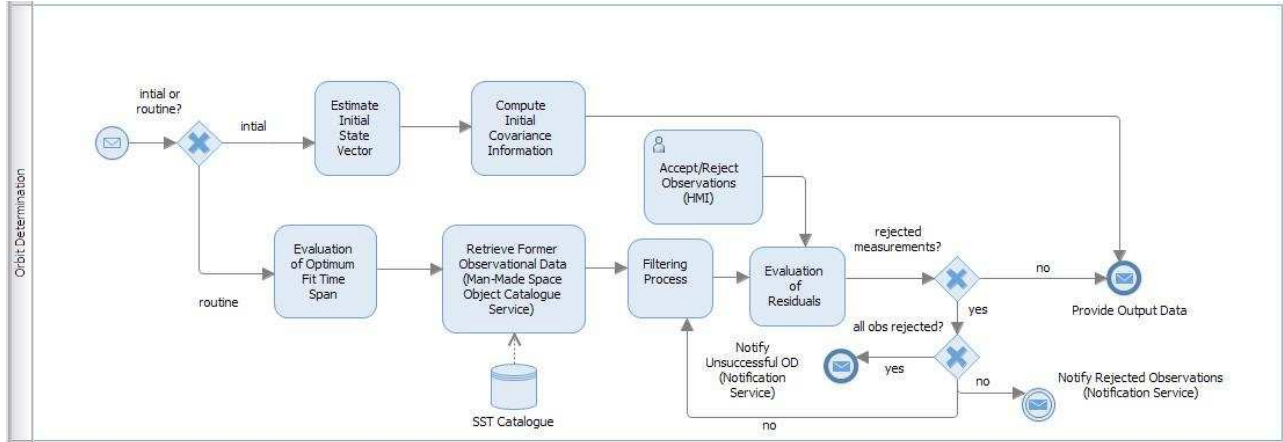 Orbit Determination
intial or
routine?
intial
Estimate
Initial
State
Vector
Compute
Initial
Covariance
Information
Accept/Reject
Observations
(HMI)
routine
Evaluation
of Optimum
Fit Time
Span
Retrieve Former
Observational Data
(Man-Made Space
Object Catalogue
Service)
SST Catalogue
Filtering
Process
Evaluation
of
Residuals
rejected
measurements?
no
Provide Output Data
yes
all obs rejected?
yes
Notify
Unsuccessful OD
(Notification
Service)
no
Notify Rejected Observations
(Notification Service)
no